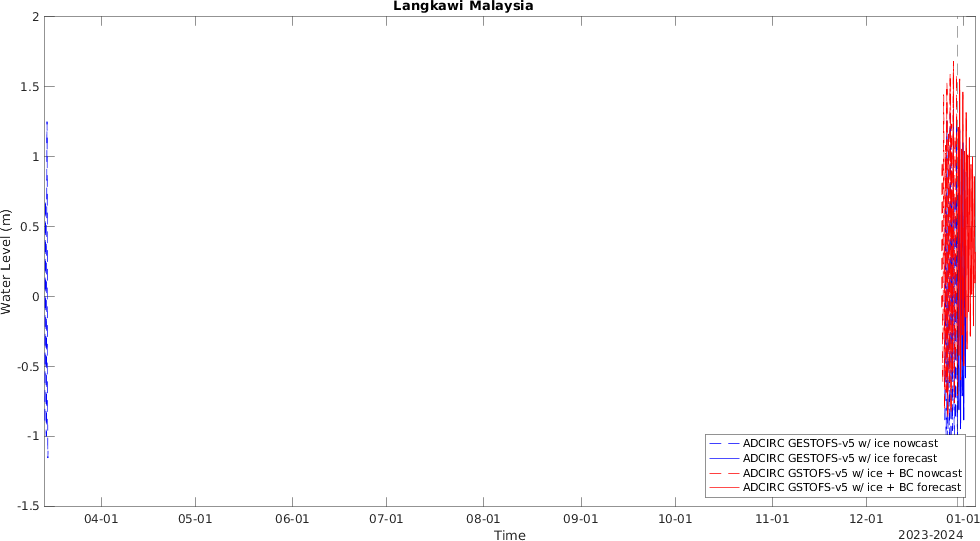 Langkawi Malaysia
2
1.5
1
0.5
0
-0.5
-1
-1.5
Water Level (m)
ADCIRC GESTOFS-v5 w/ ice nowcast
ADCIRC GESTOFS-v5 w/ ice forecast
ADCIRC GSTOFS-v5 w/ ice + BC nowcast
ADCIRC GSTOFS-v5 w/ ice + BC forecast
04-01 05-01 06-01 07-01 08-01 09-01 10-01 11-01 12-01 01-01
Time
2023-2024